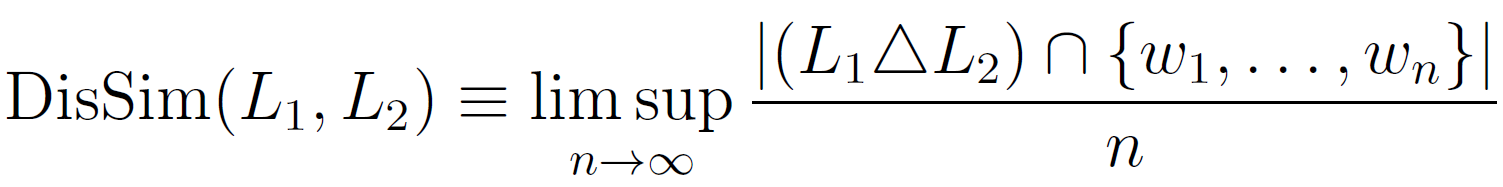 DisSim(L₁, L₂) ≡ lim sup_{n→∞} |(L₁△L₂) ∩ {w₁, . . . , wₙ}| / n